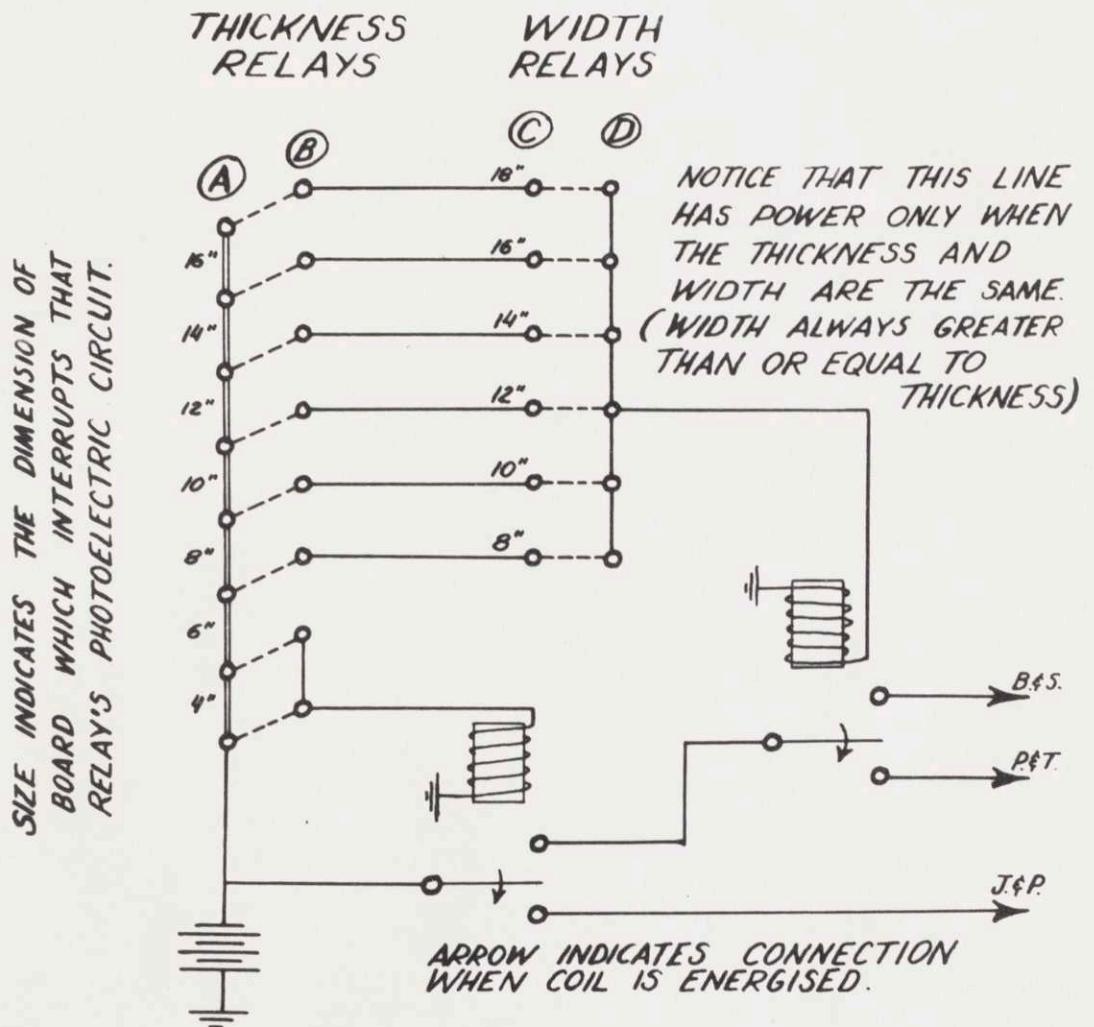 THICKNESS
RELAYS
WIDTH
RELAYS
A
B
C
D
18"
16"
14"
12"
10"
8"
16"
14"
12"
10"
8"
6"
4"
SIZE INDICATES THE DIMENSION OF
BOARD WHICH INTERRUPTS THAT
RELAY'S PHOTOELECTRIC CIRCUIT.
NOTICE THAT THIS LINE
HAS POWER ONLY WHEN
THE THICKNESS AND
WIDTH ARE THE SAME.
(WIDTH ALWAYS GREATER
THAN OR EQUAL TO
THICKNESS)
B.&S.
P.&T.
J.&P.
ARROW INDICATES CONNECTION
WHEN COIL IS ENERGISED.